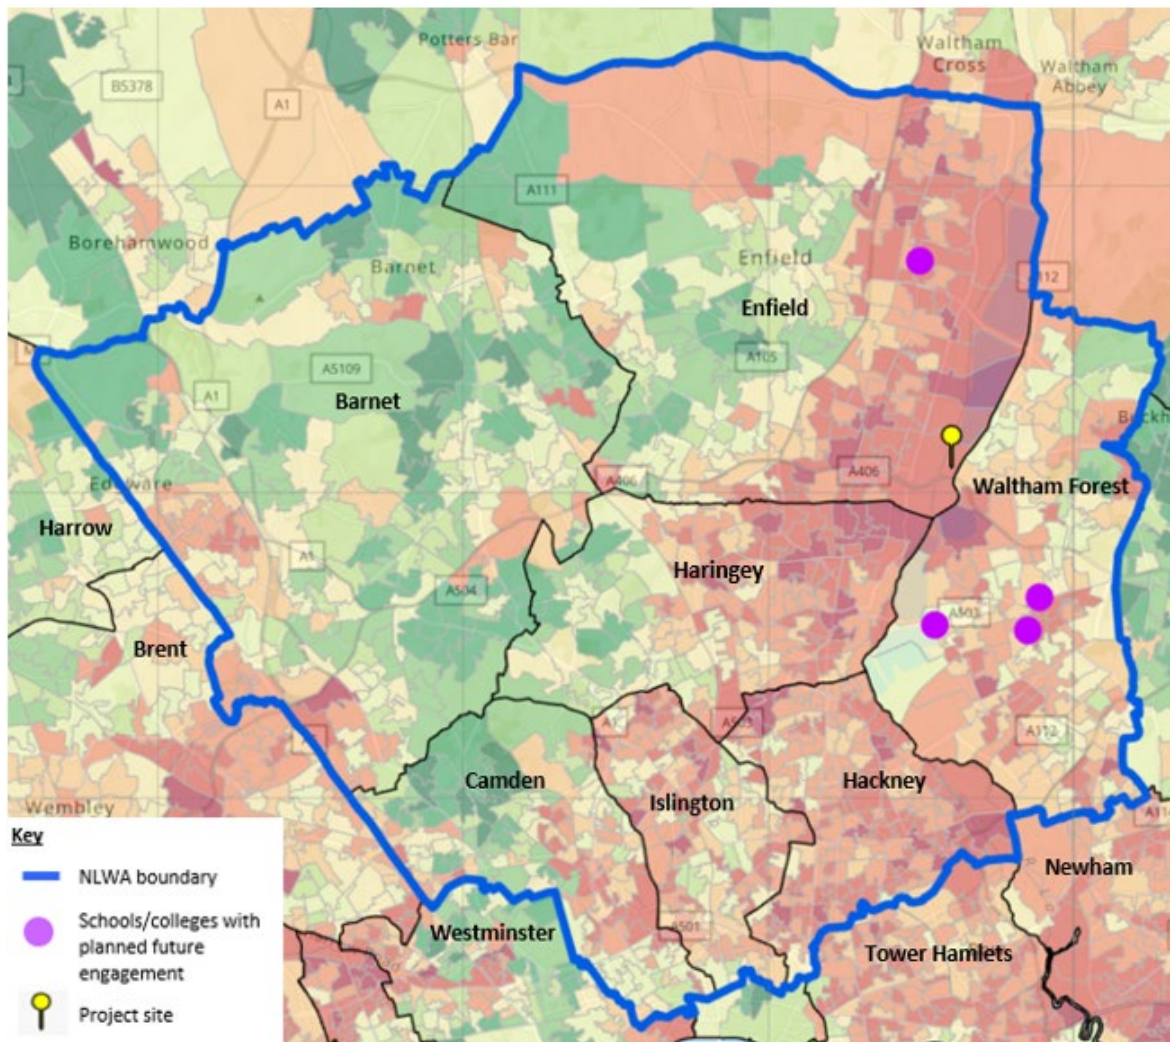 Potters Bar
Waltham
Cross
Waltham
Abbey
B5378
A1
A111
Borehamwood
Barnet
Enfield
A112
Enfield
A105
A5109
A1
Barnet
Edgware
A406
A406
Waltham Forest
Harrow
A1
Haringey
A504
A503
Brent
A1
A503
A112
Camden
Islington
Hackney
Wembley
Newham
A501
Westminster
Tower Hamlets
Key
NLWA boundary
Schools/colleges with
planned future
engagement
Project site